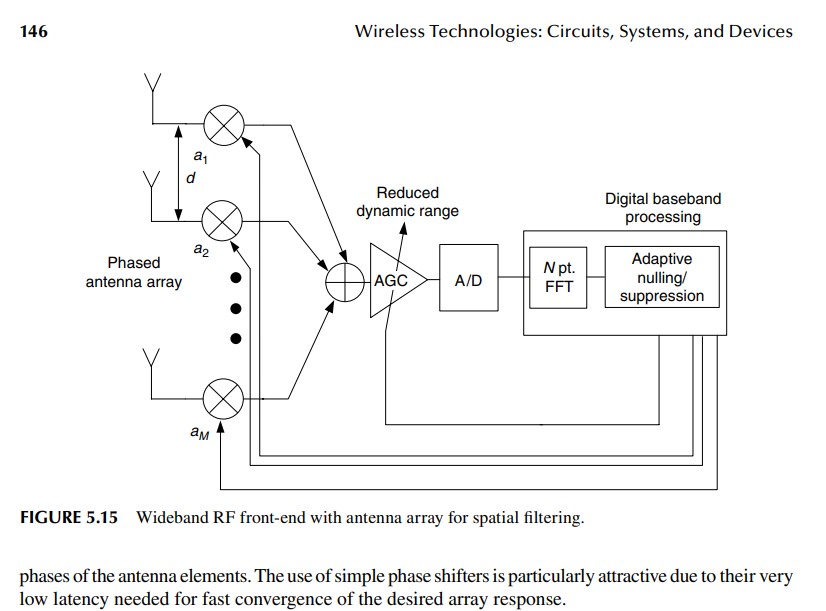 146
Wireless Technologies: Circuits, Systems, and Devices
a1
d
Reduced
dynamic range
Digital baseband
processing
a2
Phased
antenna array
AGC
A/D
N pt.
FFT
Adaptive
nulling/
suppression
aM
FIGURE 5.15 Wideband RF front-end with antenna array for spatial filtering.
phases of the antenna elements. The use of simple phase shifters is particularly attractive due to their very
low latency needed for fast convergence of the desired array response.